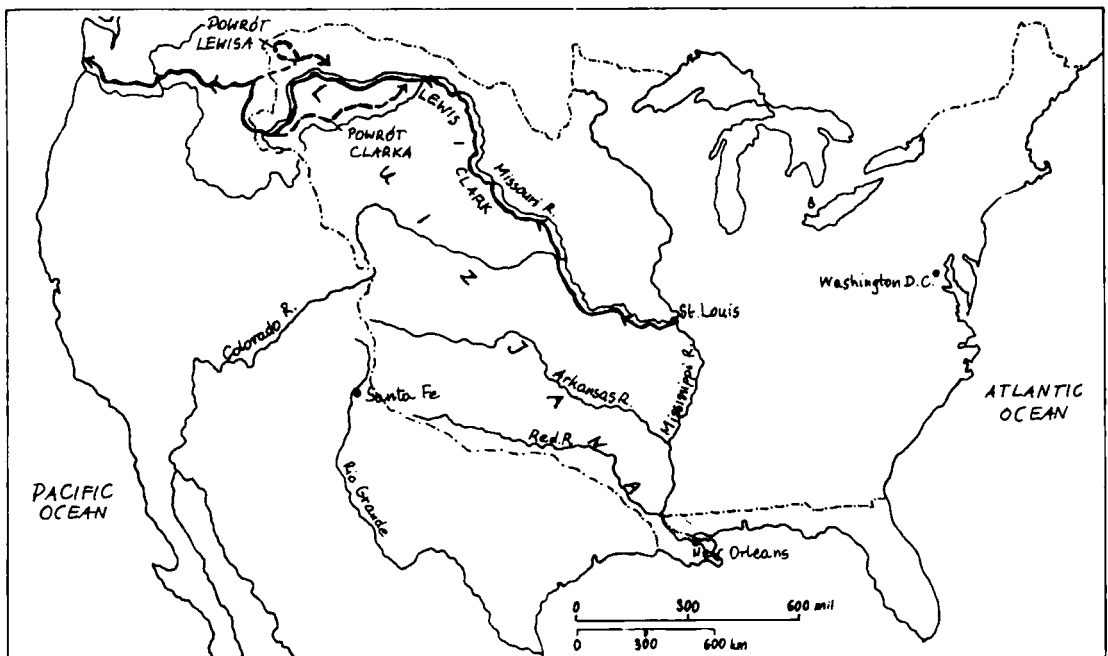 POWRÓT
LEWISA
LEWIS - CLARK
POWRÓT
CLARKA
Missouri R.
LUIZJANA
Washington D.C.
St. Louis
Colorado R.
Mississippi R.
Arkansas R.
Santa Fe
Red. R.
Rio Grande
ATLANTIC
OCEAN
PACIFIC
OCEAN
New Orleans
0 300 600 mil
0 300 600 km